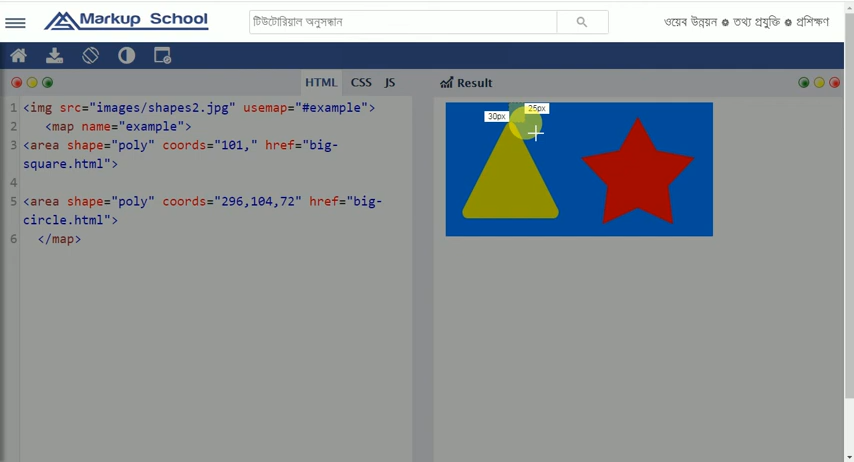 Markup School
টিউটোরিয়াল অনুসন্ধান
ওয়েব উন্নয়ন তথ্য প্রযুক্তি প্রশিক্ষণ
HTML CSS JS
Result
1 <img src="images/shapes2.jpg" usemap="#example">
2 <map name="example">
3 <area shape="poly" coords="101," href="big-
square.html">
4
5 <area shape="poly" coords="296,104,72" href="big-
circle.html">
6 </map>
25px
30px